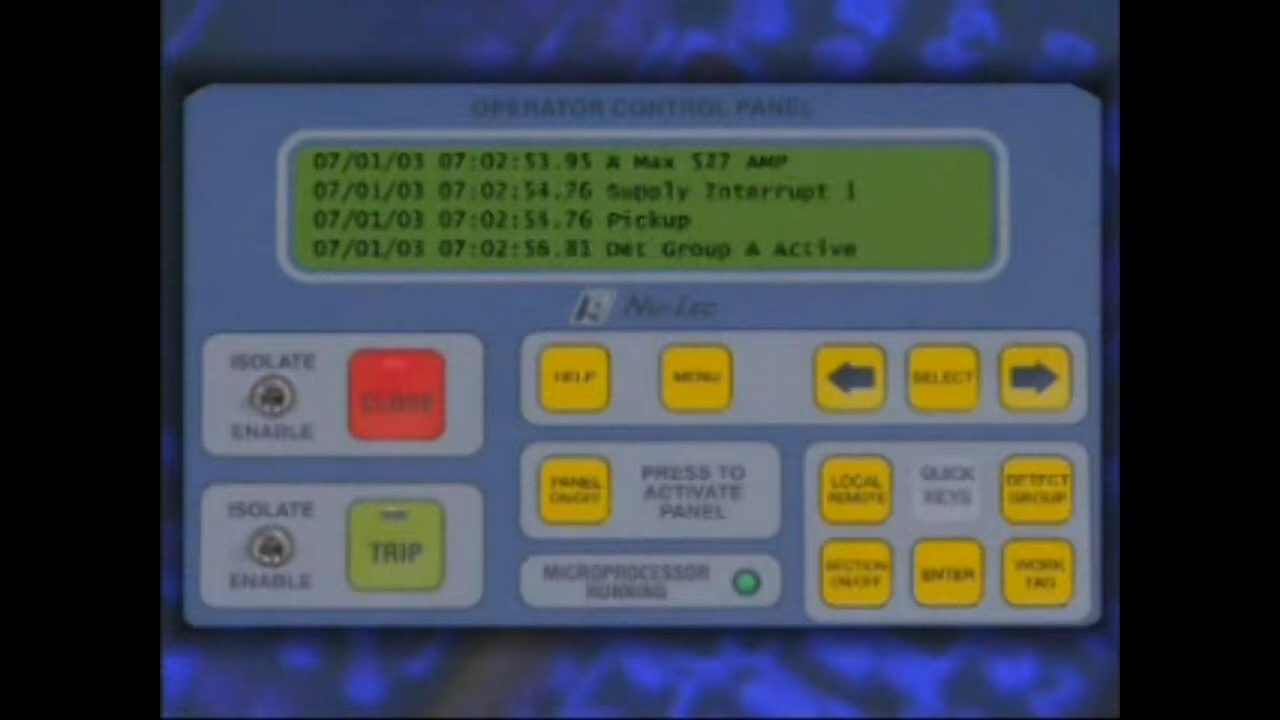 OPERATOR CONTROL PANEL
07/01/03 07:02:53.95 A Max 527 AMP
07/01/03 07:02:54.76 Supply Interrupt
07/01/03 07:02:54.76 Pickup
07/01/03 07:02:56.81 Det Group A Active
Nu-Lec
ISOLATE
CLOSE
ENABLE
HELP
MENU
SELECT
ISOLATE
TRIP
ENABLE
PANEL
ON/OFF
PRESS TO
ACTIVATE
PANEL
MICROPROCESSOR
RUNNING
LOCAL
REMOTE
QUICK
KEYS
DETECT
GROUP
SECTION
ON/OFF
ENTER
WORK
TAG